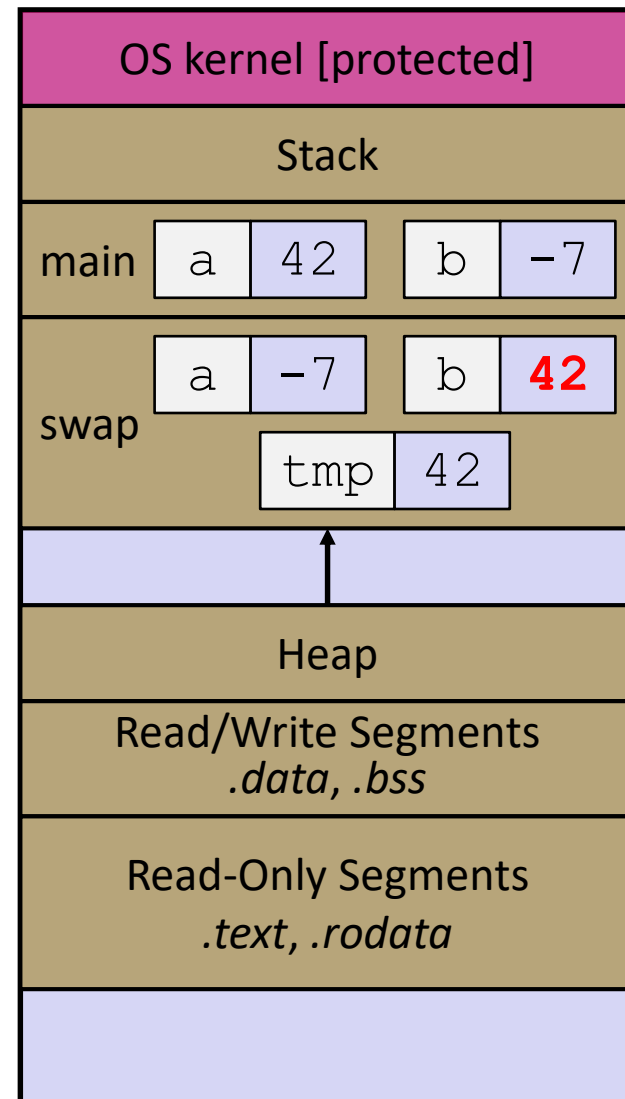 OS kernel [protected]
Stack
main a 42 b -7
a -7 b 42
swap
tmp 42
Heap
Read/Write Segments
.data, .bss
Read-Only Segments
.text, .rodata